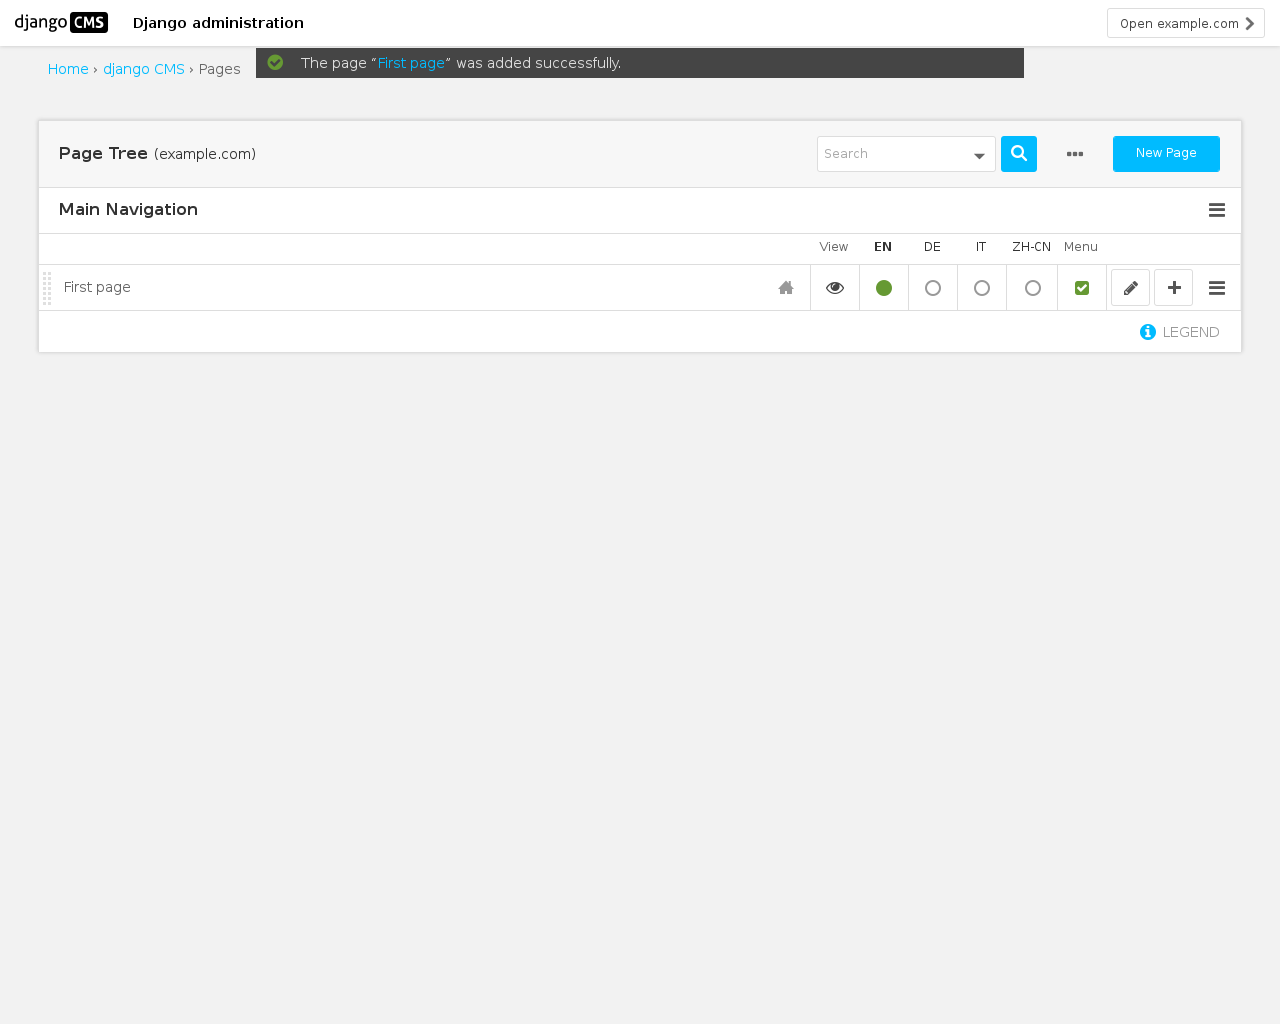 django CMS Django administration Open example.com
Home › django CMS › Pages
The page “First page” was added successfully.
Page Tree (example.com) Search New Page
Main Navigation
View EN DE IT ZH-CN Menu
First page
LEGEND